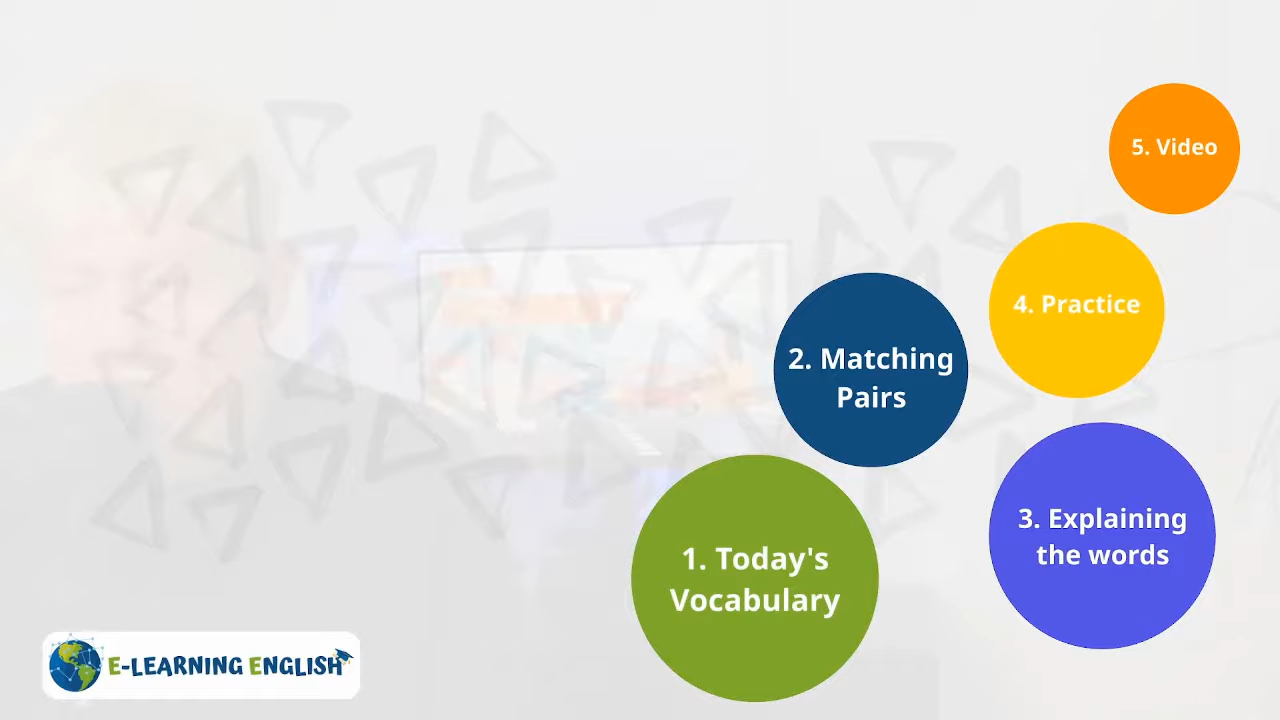 1. Today's
Vocabulary
2. Matching
Pairs
3. Explaining
the words
4. Practice
5. Video
E-LEARNING ENGLISH